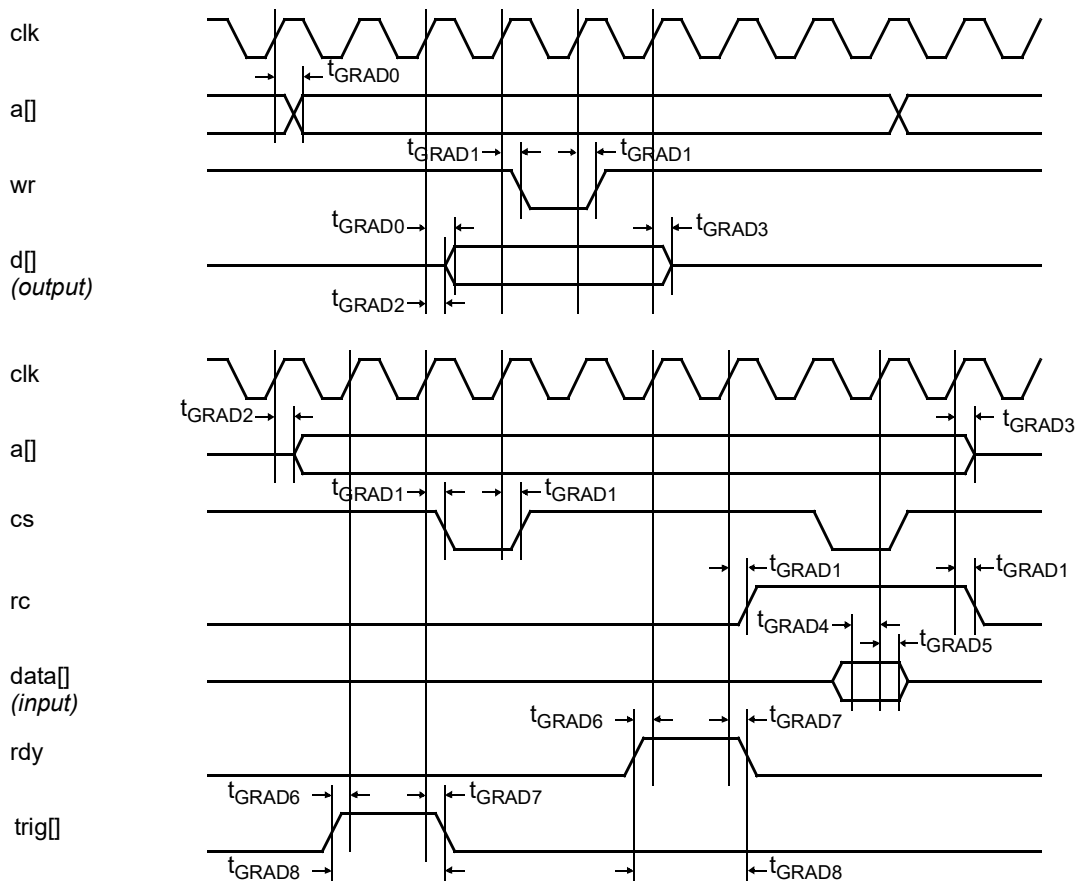 clk
tGRAD0
a[]
tGRAD1 tGRAD1
wr
tGRAD0 tGRAD3
d[]
(output)
tGRAD2
clk
tGRAD2 tGRAD3
a[]
tGRAD1 tGRAD1
cs
tGRAD1 tGRAD1
rc
tGRAD4 tGRAD5
data[]
(input)
tGRAD6 tGRAD7
rdy
tGRAD6 tGRAD7
trig[]
tGRAD8 tGRAD8